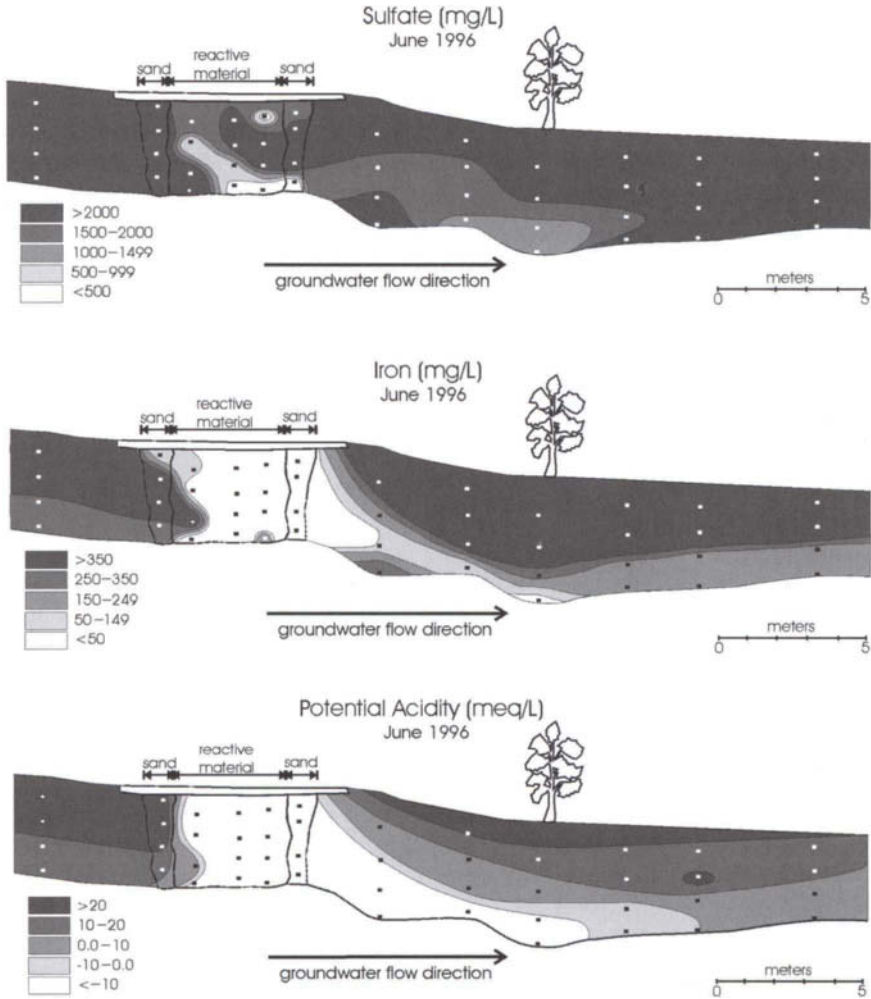 Sulfate (mg/L)
June 1996
sand
reactive
material
sand
>2000
1500–2000
1000–1499
500–999
<500
groundwater flow direction
meters
0 5
Iron (mg/L)
June 1996
sand
reactive
material
sand
>350
250–350
150–249
50–149
<50
groundwater flow direction
meters
0 5
Potential Acidity (meq/L)
June 1996
sand
reactive
material
sand
>20
10–20
0.0–10
-10–0.0
<-10
groundwater flow direction
meters
0 5